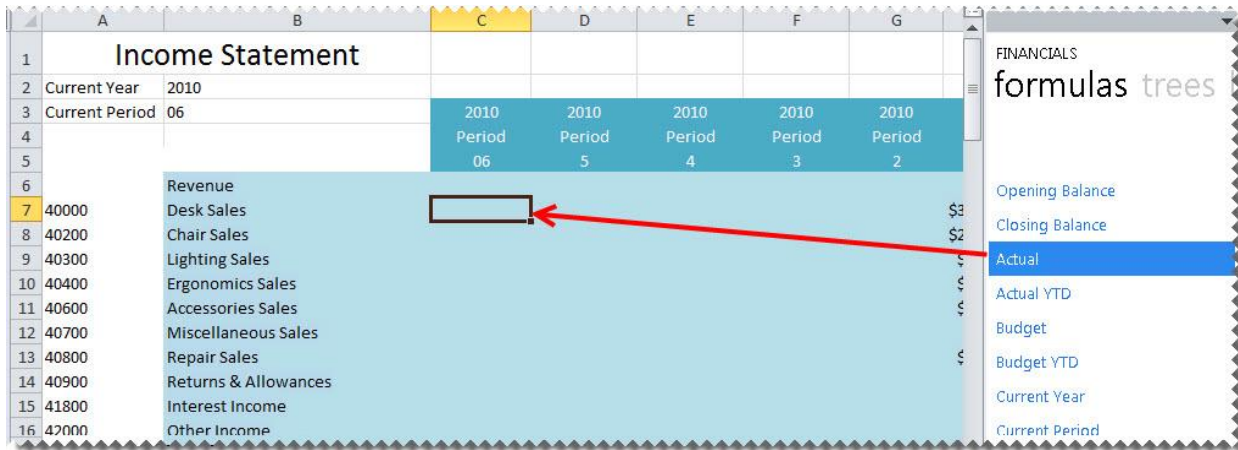 A B C D E F G
1 Income Statement
2 Current Year 2010
3 Current Period 06 2010 2010 2010 2010 2010
4 Period Period Period Period Period
5 06 5 4 3 2
6 Revenue
7 40000 Desk Sales $3
8 40200 Chair Sales $2
9 40300 Lighting Sales $
10 40400 Ergonomics Sales $
11 40600 Accessories Sales $
12 40700 Miscellaneous Sales
13 40800 Repair Sales $
14 40900 Returns & Allowances
15 41800 Interest Income
16 42000 Other Income
FINANCIALS
formulas trees
Opening Balance
Closing Balance
Actual
Actual YTD
Budget
Budget YTD
Current Year
Current Period